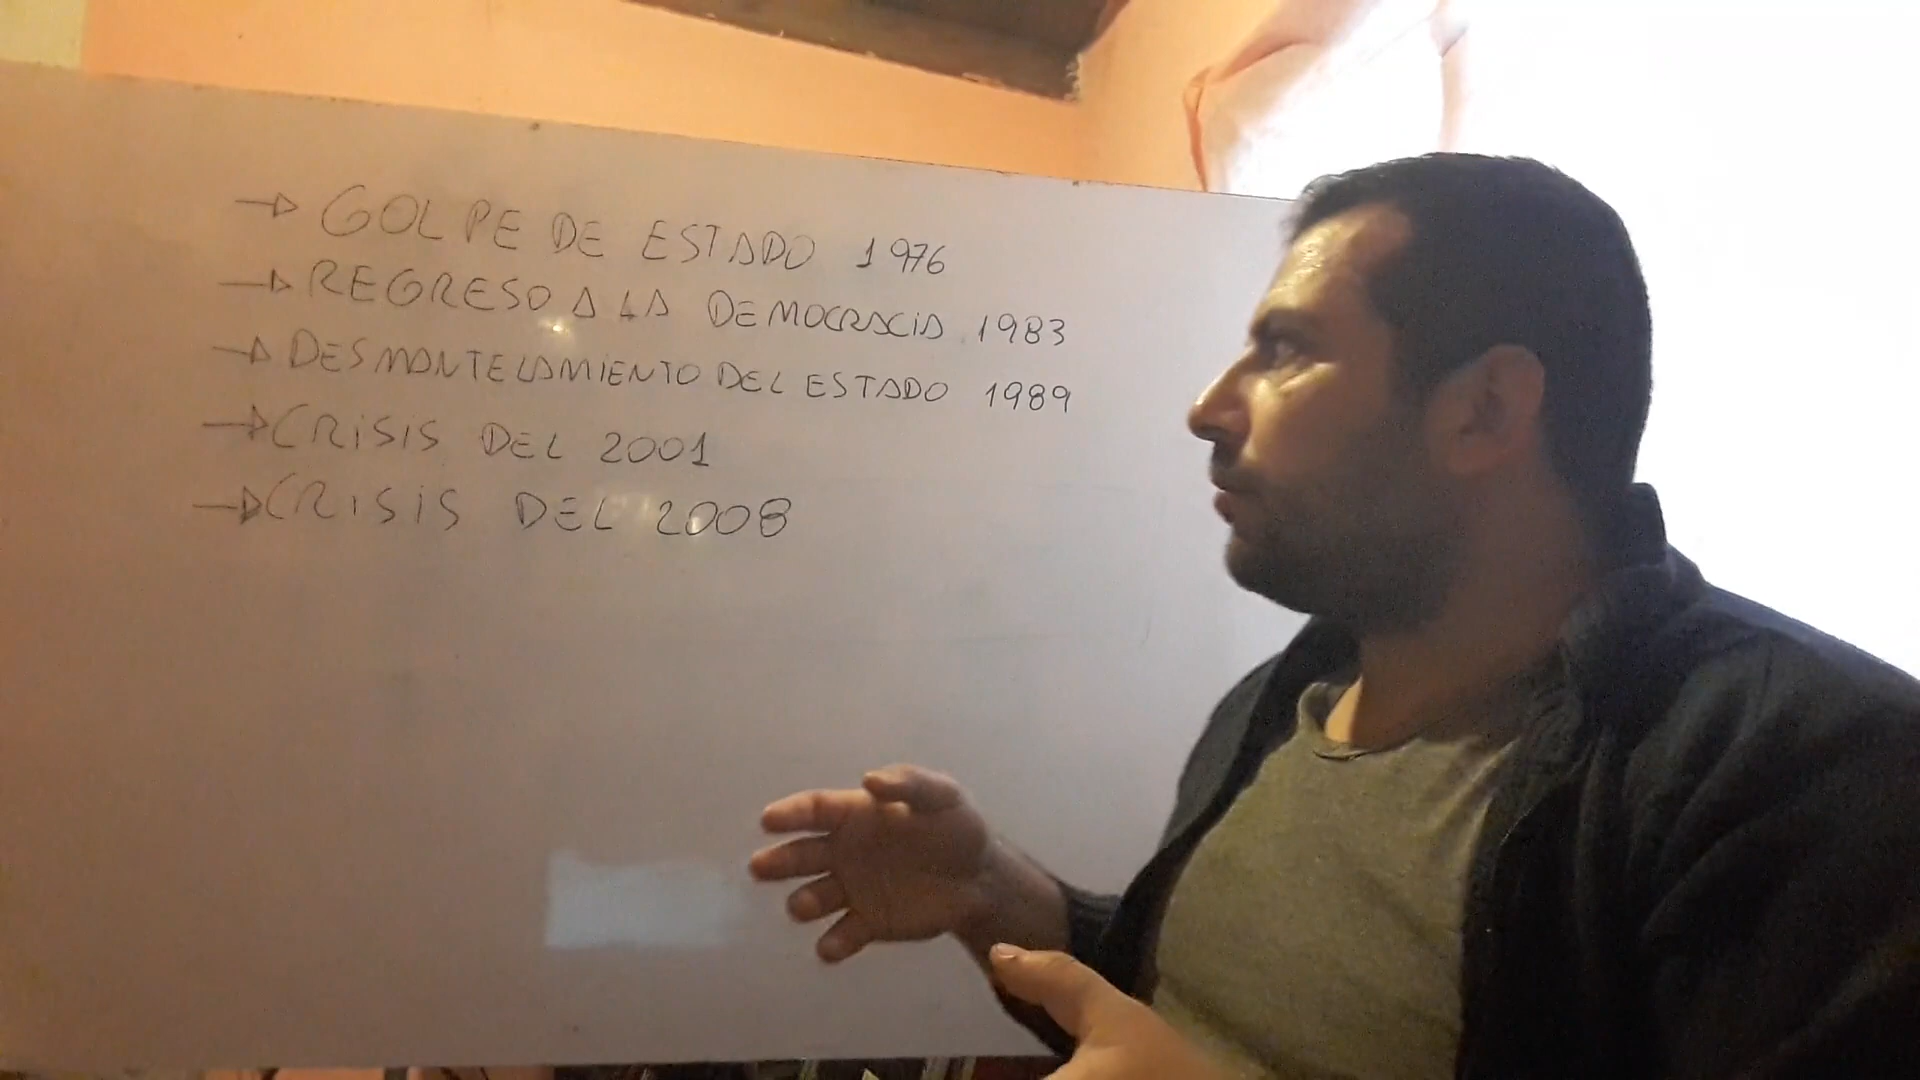 → GOLPE DE ESTADO 1976
→ REGRESO A LA DEMOCRACIA 1983
→ DESMANTELAMIENTO DEL ESTADO 1989
→ CRISIS DEL 2001
→ CRISIS DEL 2008